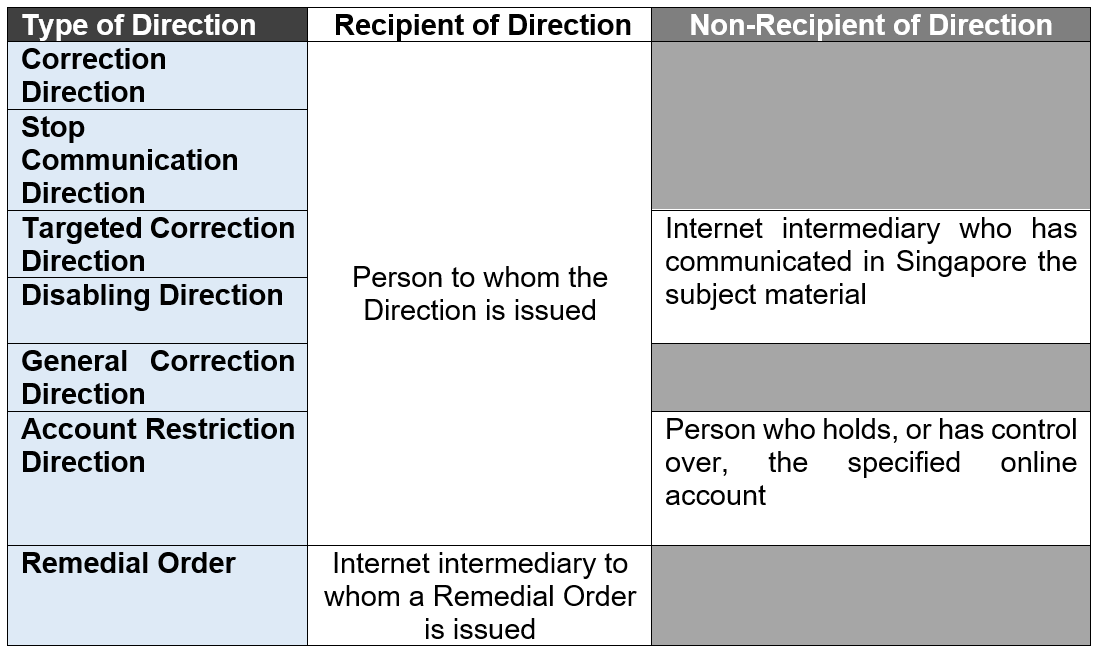 Type of Direction
Recipient of Direction
Non-Recipient of Direction
Correction
Direction
Stop
Communication
Direction
Targeted Correction
Direction
Disabling Direction
General Correction
Direction
Account Restriction
Direction
Person to whom the
Direction is issued
Internet intermediary who has
communicated in Singapore the
subject material
Person who holds, or has control
over, the specified online
account
Remedial Order
Internet intermediary to
whom a Remedial Order
is issued